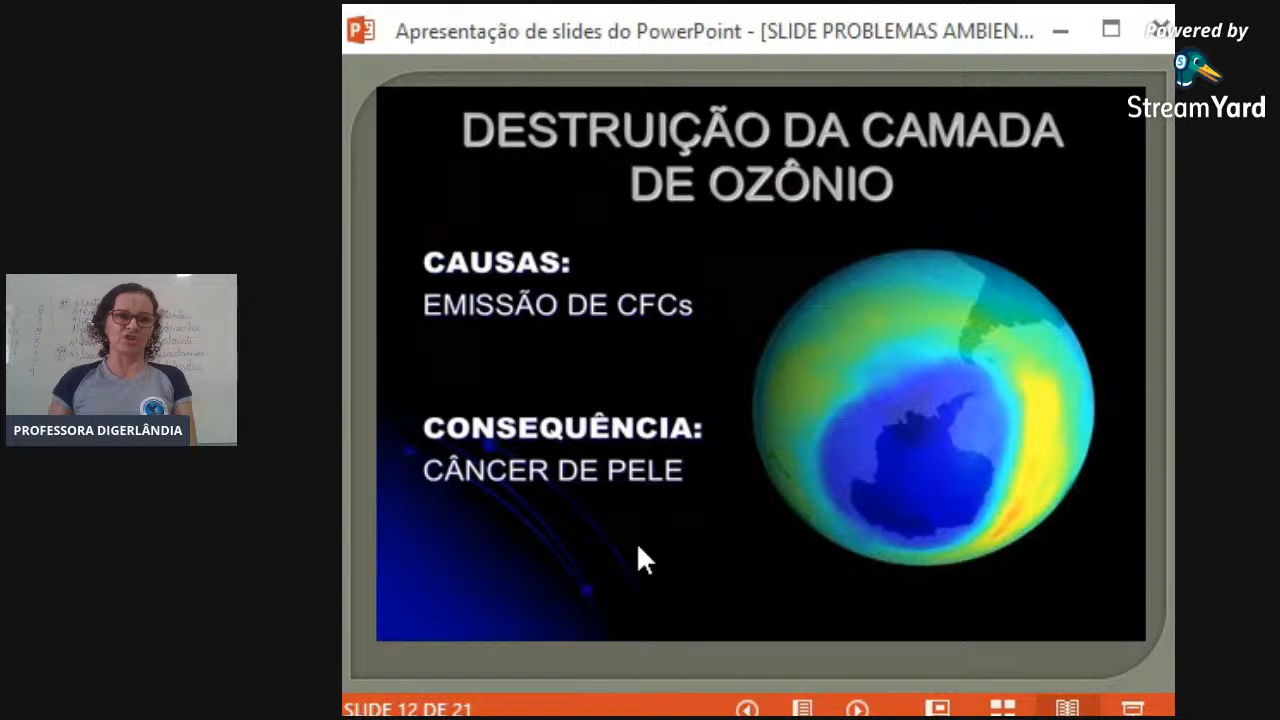 Apresentação de slides do PowerPoint - [SLIDE PROBLEMAS AMBIEN...
Powered by
StreamYard
DESTRUIÇÃO DA CAMADA
DE OZÔNIO
CAUSAS:
EMISSÃO DE CFCs
CONSEQUÊNCIA:
CÂNCER DE PELE
PROFESSORA DIGERLÂNDIA
SLIDE 12 DE 21